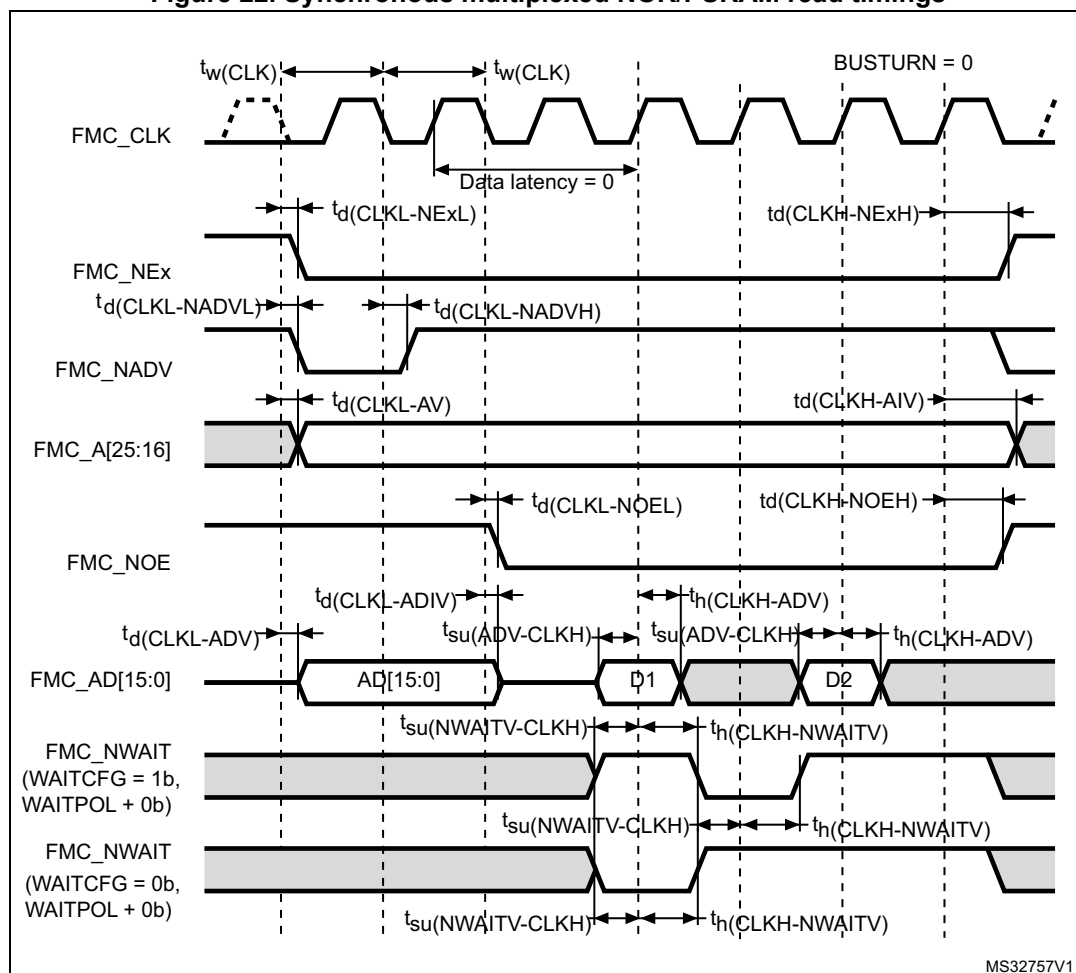 Figure 22. Synchronous multiplexed NOR/PSRAM read timings
tw(CLK) tw(CLK) BUSTURN = 0
FMC_CLK
Data latency = 0
td(CLKL-NExL) td(CLKH-NExH)
FMC_NEx
td(CLKL-NADVL) td(CLKL-NADVH)
FMC_NADV
td(CLKL-AV) td(CLKH-AIV)
FMC_A[25:16]
td(CLKL-NOEL) td(CLKH-NOEH)
FMC_NOE
td(CLKL-ADIV) th(CLKH-ADV)
td(CLKL-ADV) tsu(ADV-CLKH) tsu(ADV-CLKH) th(CLKH-ADV)
FMC_AD[15:0] AD[15:0] D1 D2
tsu(NWAITV-CLKH) th(CLKH-NWAITV)
FMC_NWAIT
(WAITCFG = 1b,
WAITPOL + 0b)
tsu(NWAITV-CLKH) th(CLKH-NWAITV)
FMC_NWAIT
(WAITCFG = 0b,
WAITPOL + 0b)
tsu(NWAITV-CLKH) th(CLKH-NWAITV)
MS32757V1